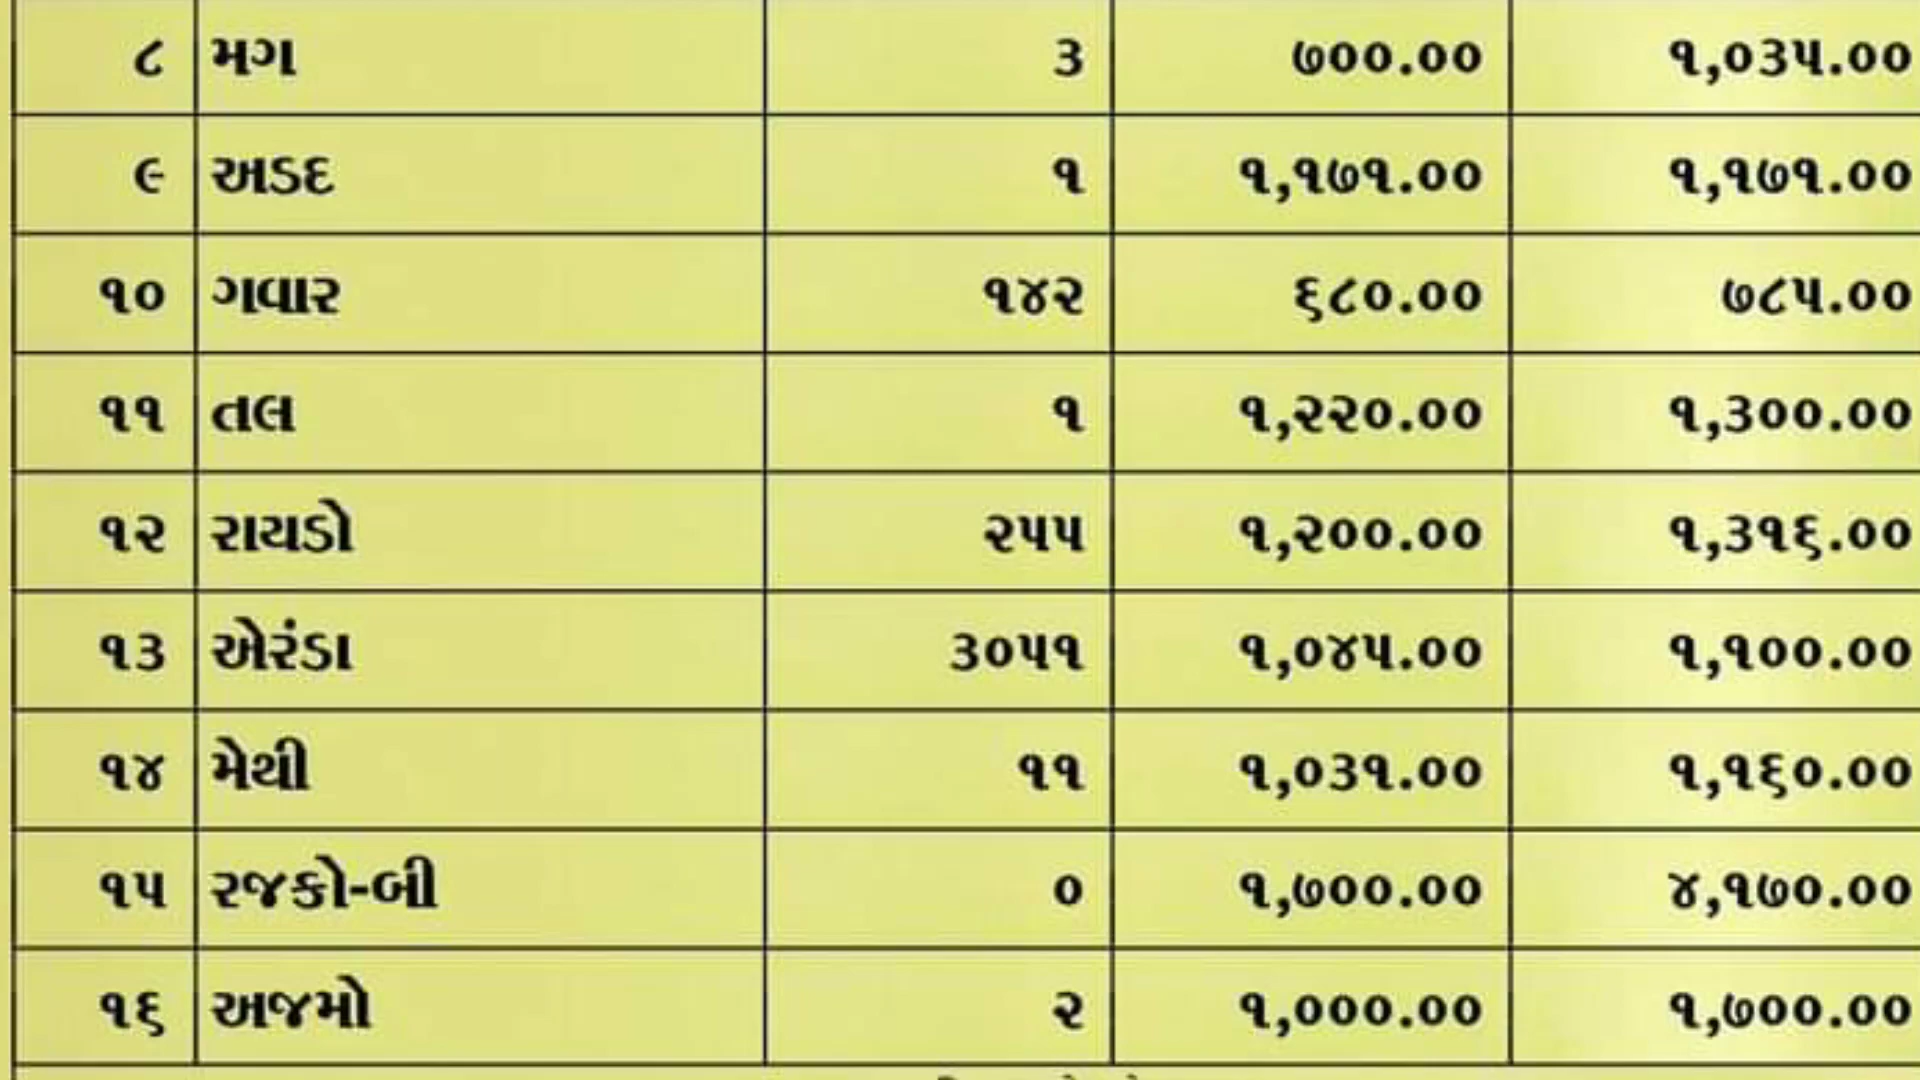 ૮ મગ ૩ ૭૦૦.૦૦ ૧,૦૩૫.૦૦
૯ અડદ ૧ ૧,૧૭૧.૦૦ ૧,૧૭૧.૦૦
૧૦ ગવાર ૧૪૨ ૬૮૦.૦૦ ૭૮૫.૦૦
૧૧ તલ ૧ ૧,૨૨૦.૦૦ ૧,૩૦૦.૦૦
૧૨ રાયડો ૨૫૫ ૧,૨૦૦.૦૦ ૧,૩૧૬.૦૦
૧૩ એરંડા ૩૦૫૧ ૧,૦૪૫.૦૦ ૧,૧૦૦.૦૦
૧૪ મેથી ૧૧ ૧,૦૩૧.૦૦ ૧,૧૬૦.૦૦
૧૫ રજકો-બી ૦ ૧,૭૦૦.૦૦ ૪,૧૭૦.૦૦
૧૬ અજમો ૨ ૧,૦૦૦.૦૦ ૧,૭૦૦.૦૦